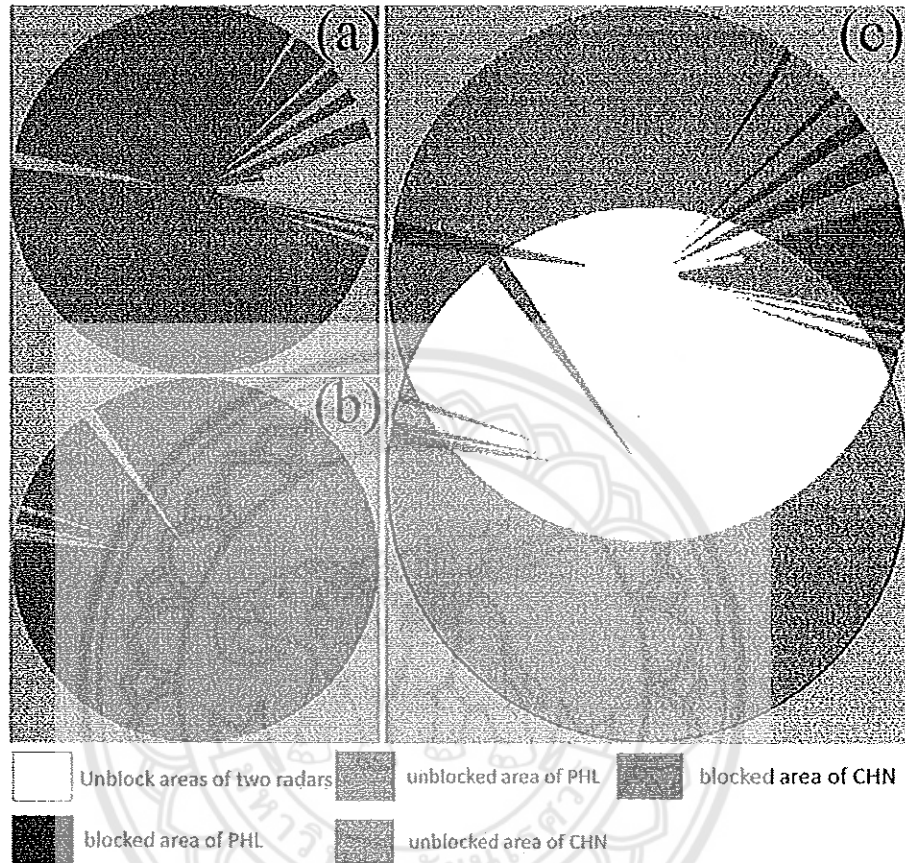 (a)
(c)
(b)
Unblock areas of two radars
unblocked area of PHL
blocked area of CHN
blocked area of PHL
unblocked area of CHN